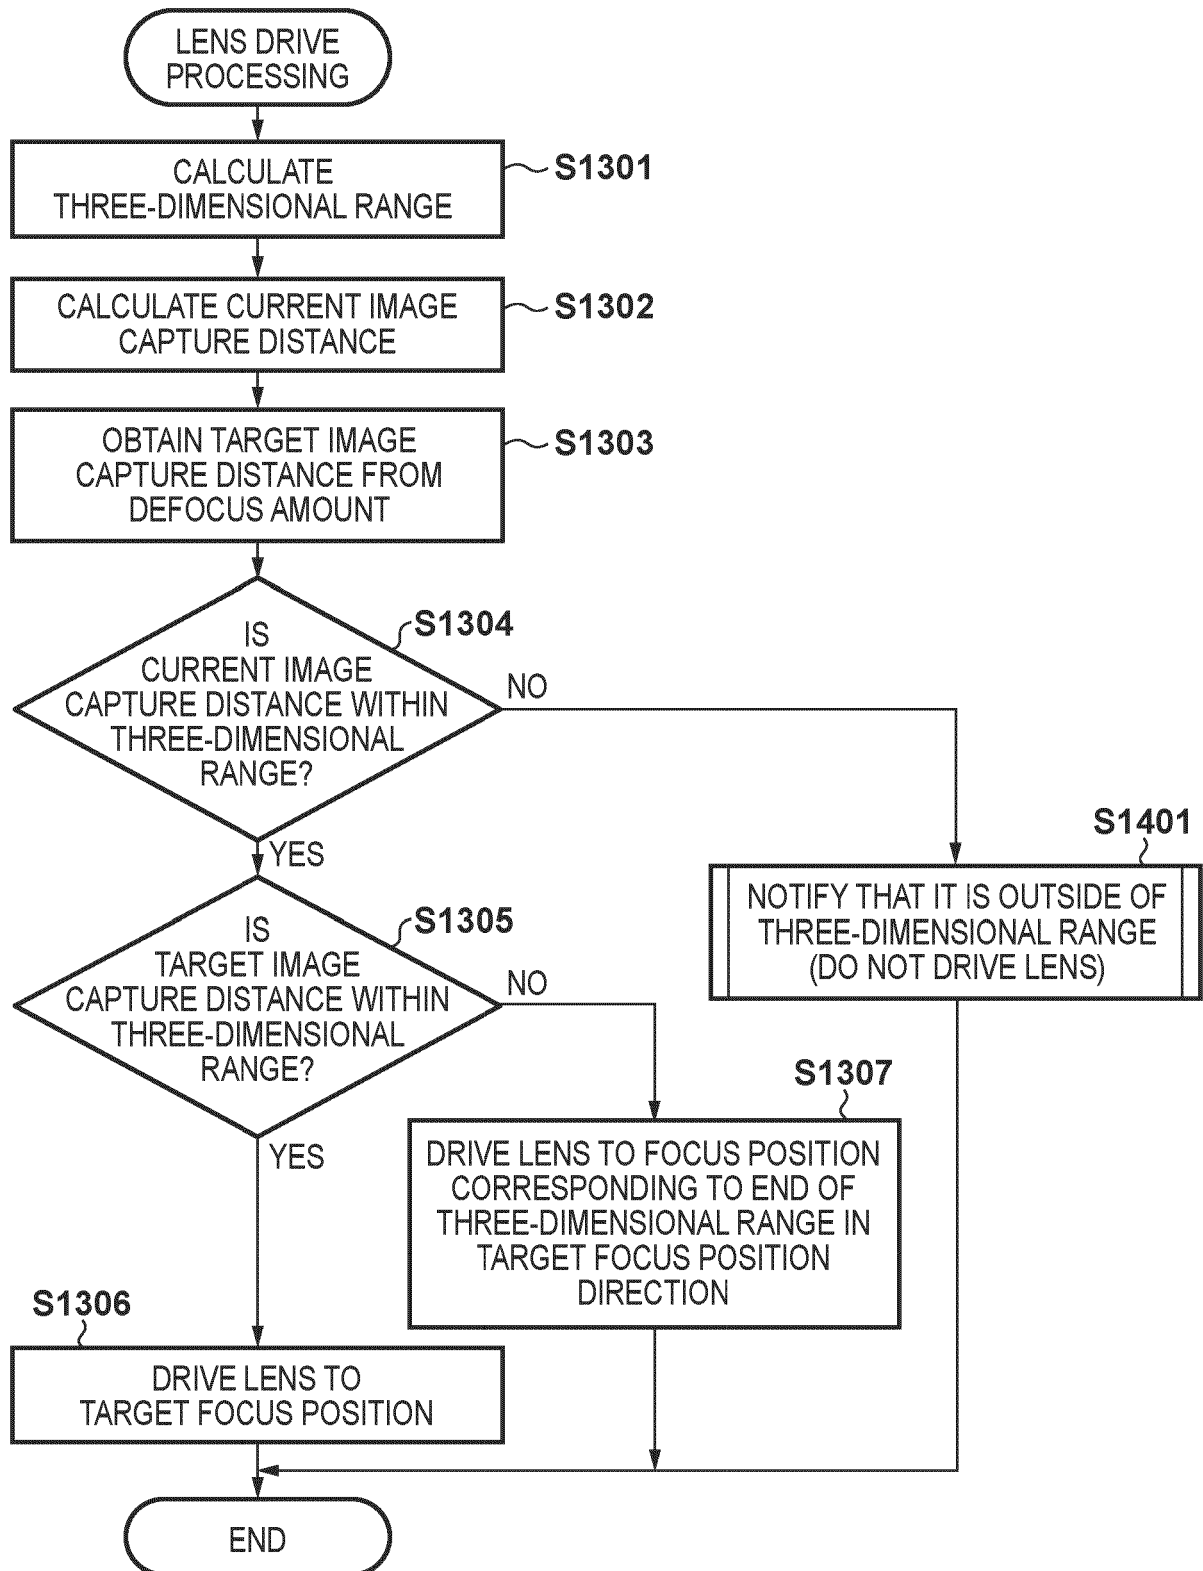 LENS DRIVE
PROCESSING
CALCULATE
THREE-DIMENSIONAL RANGE
S1301
CALCULATE CURRENT IMAGE
CAPTURE DISTANCE
S1302
OBTAIN TARGET IMAGE
CAPTURE DISTANCE FROM
DEFOCUS AMOUNT
S1303
S1304
IS
CURRENT IMAGE
CAPTURE DISTANCE WITHIN
THREE-DIMENSIONAL
RANGE?
NO
YES
S1401
NOTIFY THAT IT IS OUTSIDE OF
THREE-DIMENSIONAL RANGE
(DO NOT DRIVE LENS)
S1305
IS
TARGET IMAGE
CAPTURE DISTANCE WITHIN
THREE-DIMENSIONAL
RANGE?
NO
YES
S1307
DRIVE LENS TO FOCUS POSITION
CORRESPONDING TO END OF
THREE-DIMENSIONAL RANGE IN
TARGET FOCUS POSITION
DIRECTION
S1306
DRIVE LENS TO
TARGET FOCUS POSITION
END